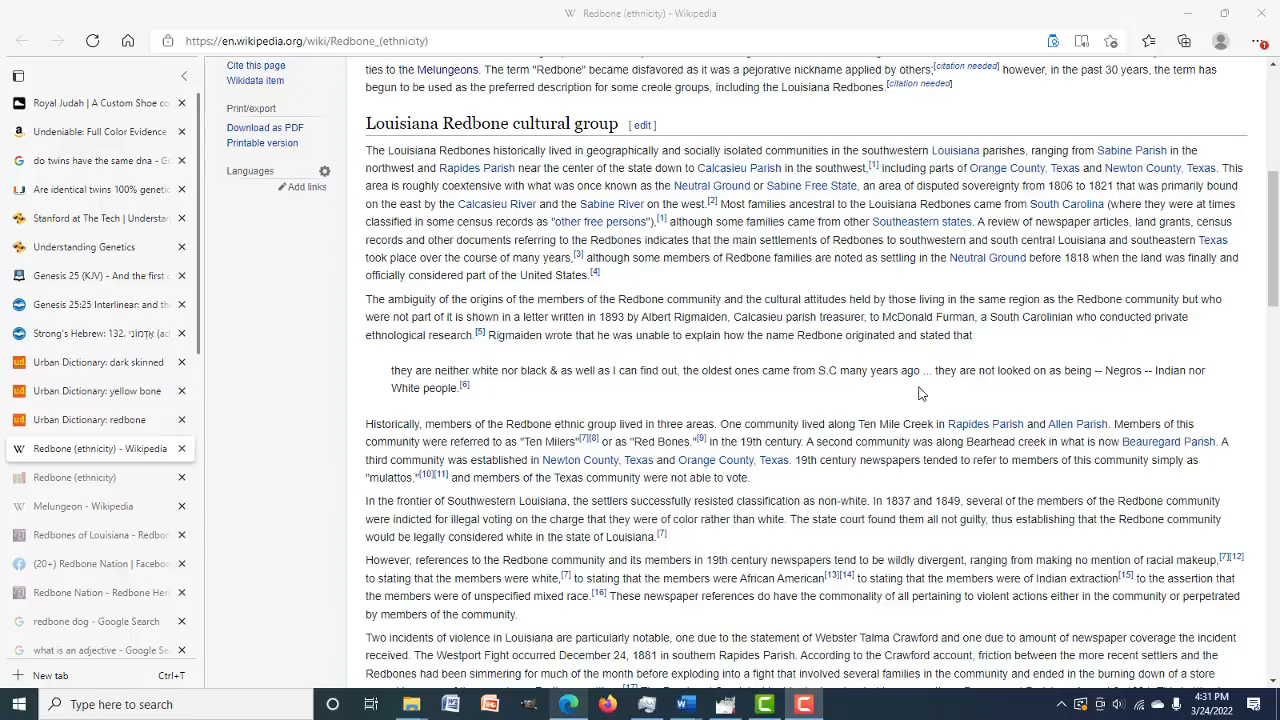 Redbone (ethnicity) - Wikipedia
https://en.wikipedia.org/wiki/Redbone_(ethnicity)
Royal Judah | A Custom Shoe co
Undeniable: Full Color Evidence
do twins have the same dna - Go
Are identical twins 100% genetic
Stanford at The Tech | Understan
Understanding Genetics
Genesis 25 (KJV) - And the first c
Genesis 25:25 Interlinear: and the
Strong's Hebrew: 132. אַדְמֹנִי (ad
Urban Dictionary: dark skinned
Urban Dictionary: yellow bone
Urban Dictionary: redbone
Redbone (ethnicity) - Wikipedia
Redbone (ethnicity)
Melungeon - Wikipedia
Redbones of Louisiana - Redbon
(20+) Redbone Nation | Faceboo
Redbone Nation - Redbone Heri
redbone dog - Google Search
what is an adjective - Google Se
New tab Ctrl+T
Cite this page
Wikidata item
Print/export
Download as PDF
Printable version
Languages
Add links
ties to the Melungeons. The term "Redbone" became disfavored as it was a pejorative nickname applied by others;[citation needed] however, in the past 30 years, the term has
begun to be used as the preferred description for some creole groups, including the Louisiana Redbones.[citation needed]
Louisiana Redbone cultural group [ edit ]
The Louisiana Redbones historically lived in geographically and socially isolated communities in the southwestern Louisiana parishes, ranging from Sabine Parish in the
northwest and Rapides Parish near the center of the state down to Calcasieu Parish in the southwest,[1] including parts of Orange County, Texas and Newton County, Texas. This
area is roughly coextensive with what was once known as the Neutral Ground or Sabine Free State, an area of disputed sovereignty from 1806 to 1821 that was primarily bound
on the east by the Calcasieu River and the Sabine River on the west.[2] Most families ancestral to the Louisiana Redbones came from South Carolina (where they were at times
classified in some census records as "other free persons"),[1] although some families came from other Southeastern states. A review of newspaper articles, land grants, census
records and other documents referring to the Redbones indicates that the main settlements of Redbones to southwestern and south central Louisiana and southeastern Texas
took place over the course of many years,[3] although some members of Redbone families are noted as settling in the Neutral Ground before 1818 when the land was finally and
officially considered part of the United States.[4]
The ambiguity of the origins of the members of the Redbone community and the cultural attitudes held by those living in the same region as the Redbone community but who
were not part of it is shown in a letter written in 1893 by Albert Rigmaiden, Calcasieu parish treasurer, to McDonald Furman, a South Carolinian who conducted private
ethnological research.[5] Rigmaiden wrote that he was unable to explain how the name Redbone originated and stated that
they are neither white nor black & as well as I can find out, the oldest ones came from S.C many years ago ... they are not looked on as being -- Negros -- Indian nor
White people.[6]
Historically, members of the Redbone ethnic group lived in three areas. One community lived along Ten Mile Creek in Rapides Parish and Allen Parish. Members of this
community were referred to as "Ten Milers"[7][8] or as "Red Bones."[9] in the 19th century. A second community was along Bearhead creek in what is now Beauregard Parish. A
third community was established in Newton County, Texas and Orange County, Texas. 19th century newspapers tended to refer to members of this community simply as
"mulattos,"[10][11] and members of the Texas community were not able to vote.
In the frontier of Southwestern Louisiana, the settlers successfully resisted classification as non-white. In 1837 and 1849, several of the members of the Redbone community
were indicted for illegal voting on the charge that they were of color rather than white. The state court found them all not guilty, thus establishing that the Redbone community
would be legally considered white in the state of Louisiana.[7]
However, references to the Redbone community and its members in 19th century newspapers tend to be wildly divergent, ranging from making no mention of racial makeup,[7][12]
to stating that the members were white,[7] to stating that the members were African American[13][14] to stating that the members were of Indian extraction[15] to the assertion that
the members were of unspecified mixed race.[16] These newspaper references do have the commonality of all pertaining to violent actions either in the community or perpetrated
by members of the community.
Two incidents of violence in Louisiana are particularly notable, one due to the statement of Webster Talma Crawford and one due to amount of newspaper coverage the incident
received. The Westport Fight occurred December 24, 1881 in southern Rapides Parish. According to the Crawford account, friction between the more recent settlers and the
Redbones had been simmering for much of the month before exploding into a fight that involved several families in the community and ended in the burning down of a store
Type here to search
4:31 PM
3/24/2022